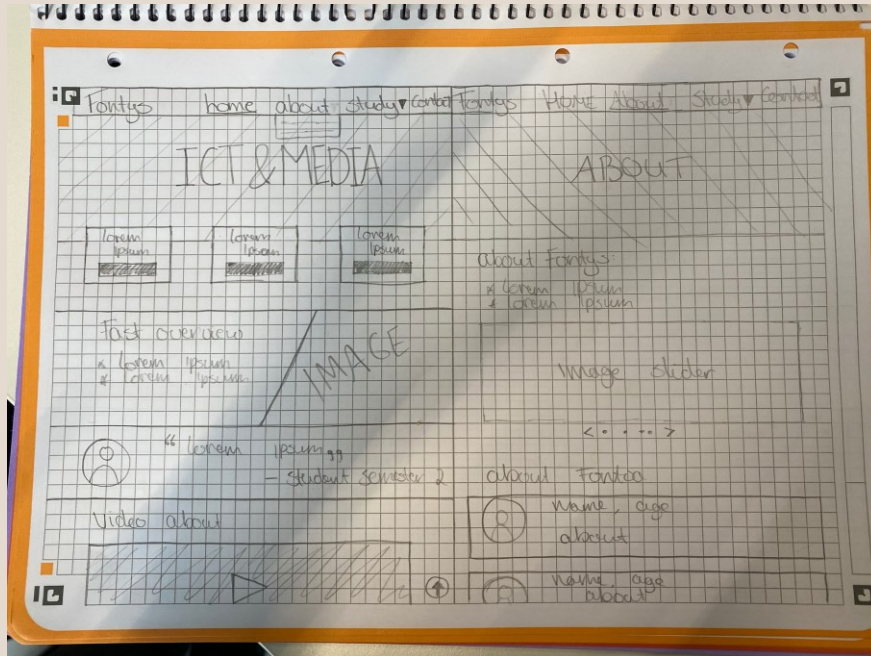 Fontys home about study▾ Contact
ICT & MEDIA
lorem
ipsum
lorem
ipsum
lorem
ipsum
Fast overview
* lorem ipsum
* lorem ipsum
IMAGE
" lorem ipsum "
- student semester 2
Video about
Fontys HOME About Study▾ Contact
ABOUT
about Fontys:
* lorem ipsum
* lorem ipsum
Image slider
< · · · · >
about
name, age
about
name, age
about